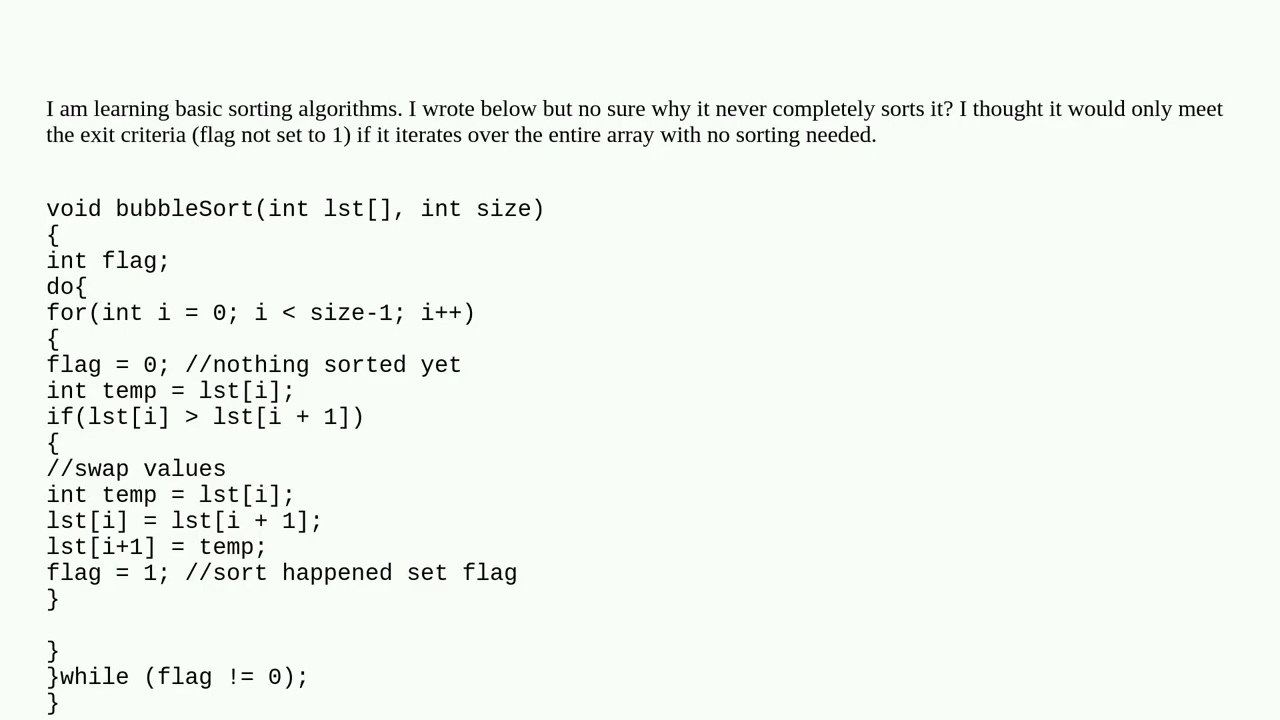 I am learning basic sorting algorithms. I wrote below but no sure why it never completely sorts it? I thought it would only meet
the exit criteria (flag not set to 1) if it iterates over the entire array with no sorting needed.
void bubbleSort(int lst[], int size)
{
int flag;
do{
for(int i = 0; i < size-1; i++)
{
flag = 0; //nothing sorted yet
int temp = lst[i];
if(lst[i] > lst[i + 1])
{
//swap values
int temp = lst[i];
lst[i] = lst[i + 1];
lst[i+1] = temp;
flag = 1; //sort happened set flag
}
}
}while (flag != 0);
}